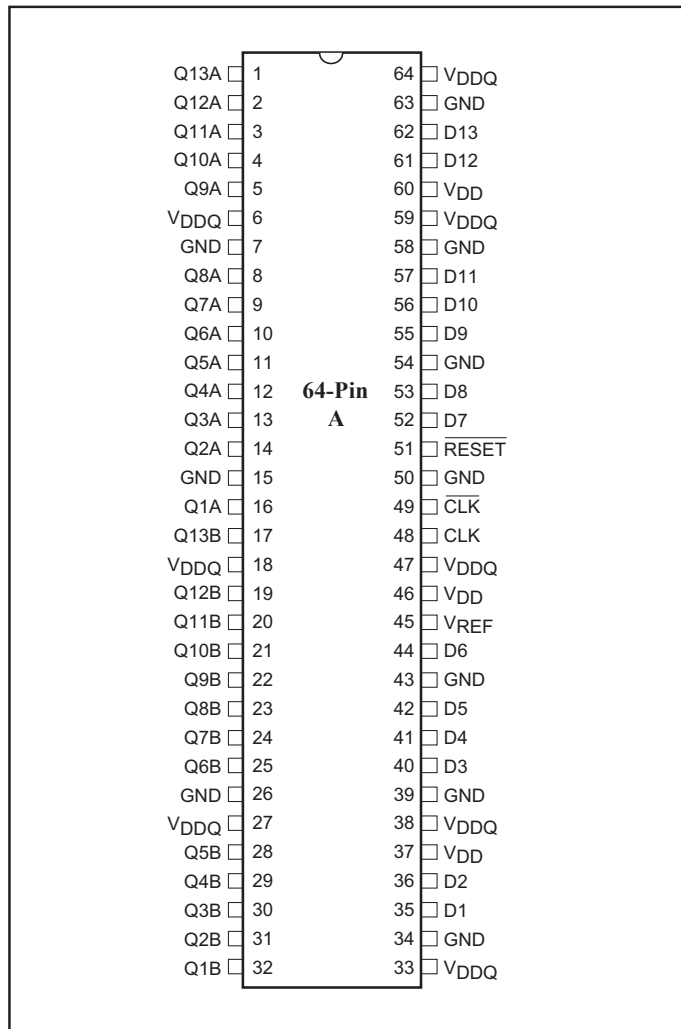 Q13A 1 64 VDDQ
Q12A 2 63 GND
Q11A 3 62 D13
Q10A 4 61 D12
Q9A 5 60 VDD
VDDQ 6 59 VDDQ
GND 7 58 GND
Q8A 8 57 D11
Q7A 9 56 D10
Q6A 10 55 D9
Q5A 11 54 GND
Q4A 12 64-Pin 53 D8
Q3A 13 A 52 D7
Q2A 14 51 R̅E̅S̅E̅T̅
GND 15 50 GND
Q1A 16 49 C̅L̅K̅
Q13B 17 48 CLK
VDDQ 18 47 VDDQ
Q12B 19 46 VDD
Q11B 20 45 VREF
Q10B 21 44 D6
Q9B 22 43 GND
Q8B 23 42 D5
Q7B 24 41 D4
Q6B 25 40 D3
GND 26 39 GND
VDDQ 27 38 VDDQ
Q5B 28 37 VDD
Q4B 29 36 D2
Q3B 30 35 D1
Q2B 31 34 GND
Q1B 32 33 VDDQ